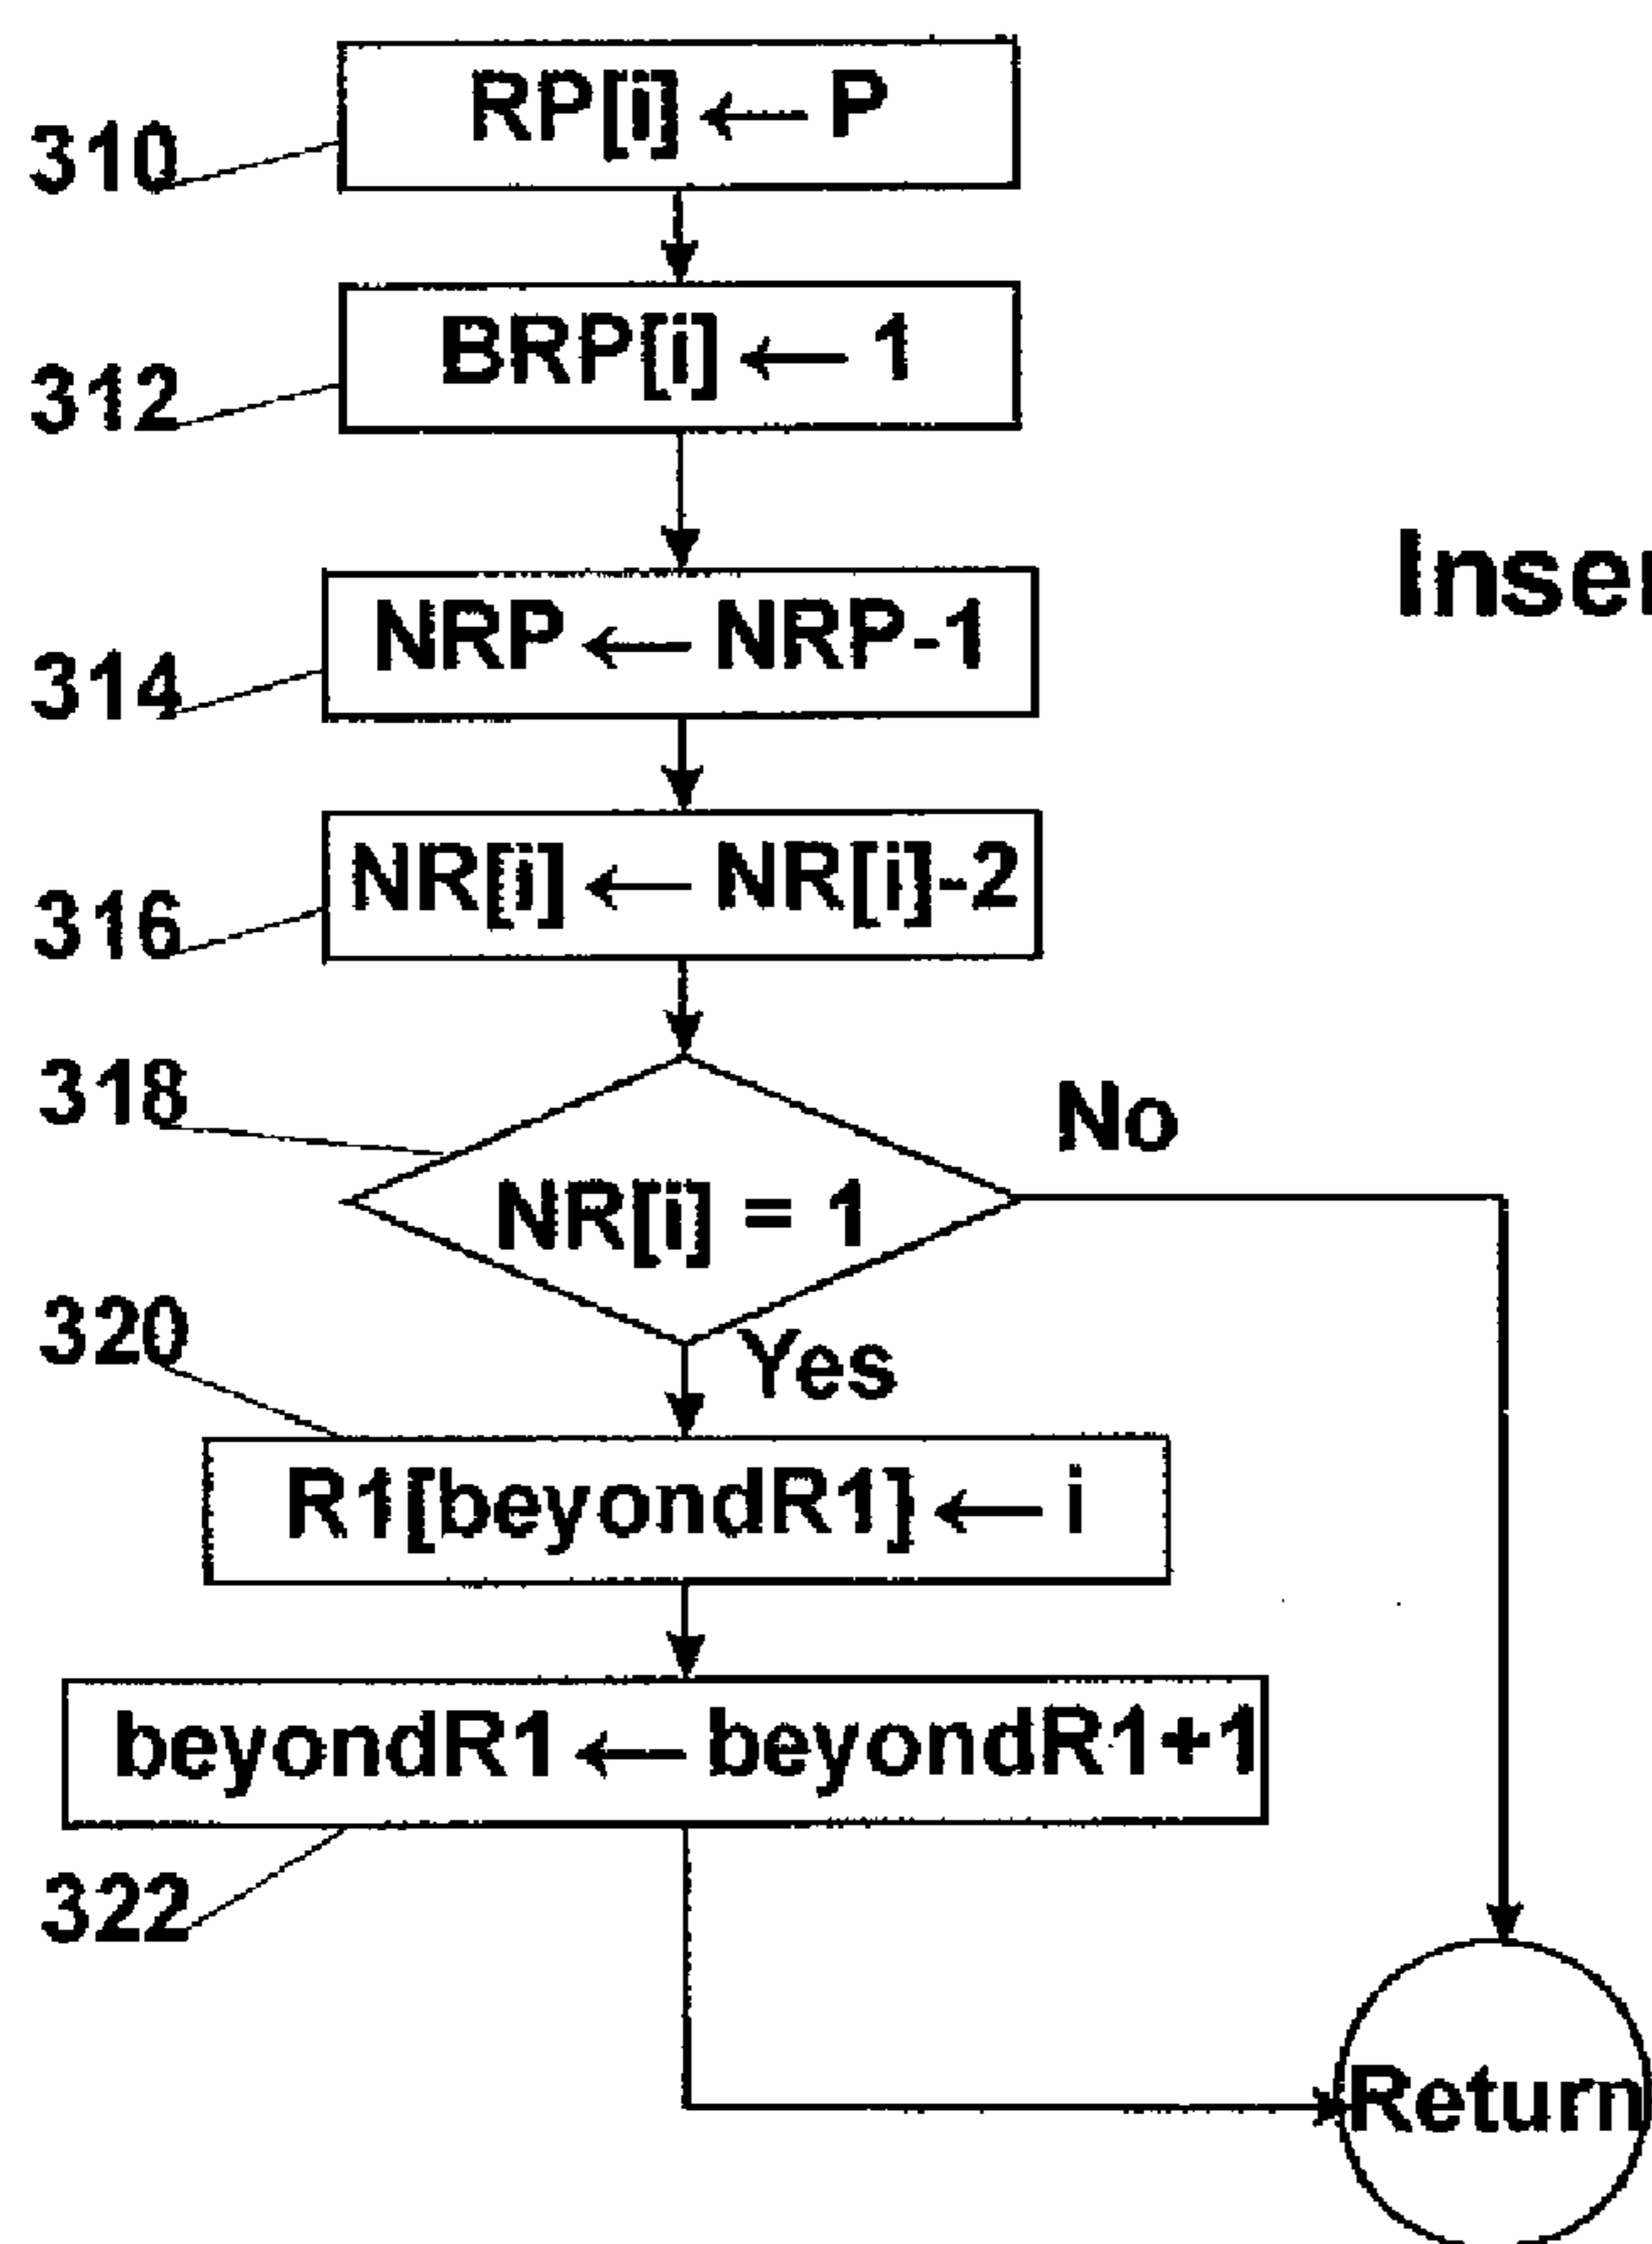 RP[i] ← P
310
BRP[i] ← 1
312
NRP ← NRP-1
314
NR[i] ← NR[i]-2
316
318
No
NR[i] = 1
320
Yes
R1[beyondR1] ← i
beyondR1 ← beyondR1+1
322
Return